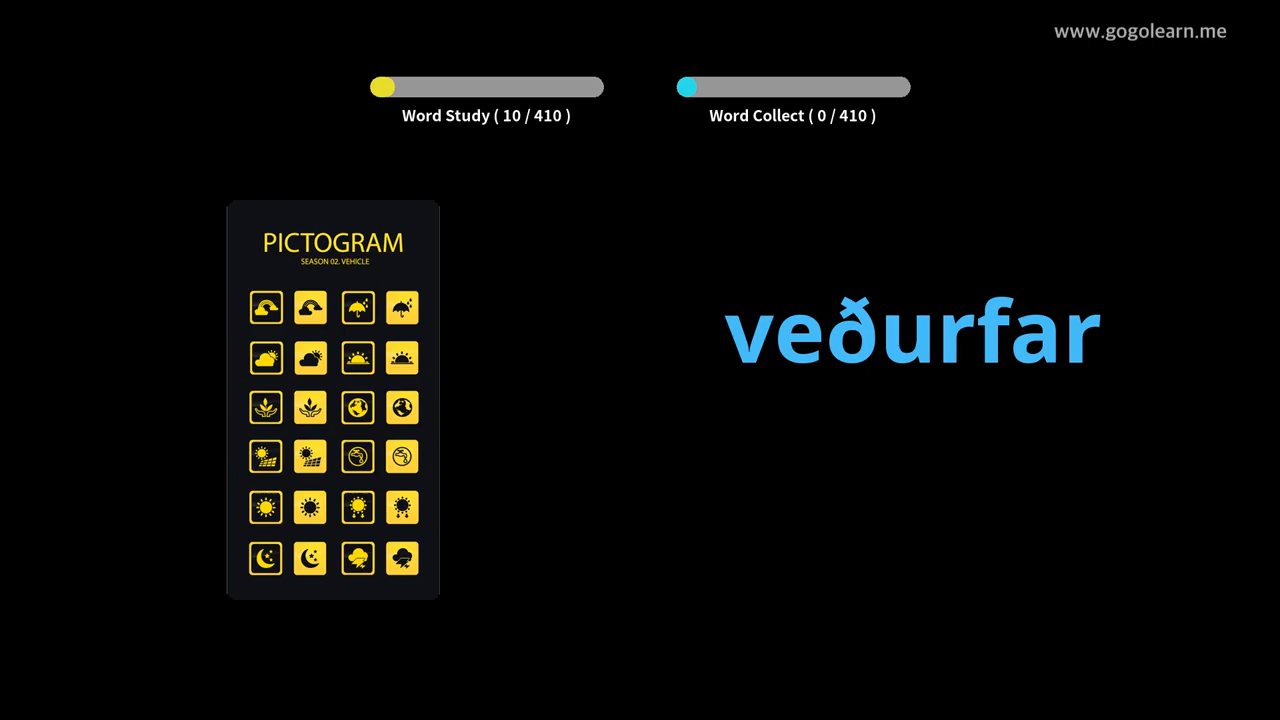 www.gogolearn.me
Word Study ( 10 / 410 )
Word Collect ( 0 / 410 )
PICTOGRAM
SEASON 02. VEHICLE
veðurfar